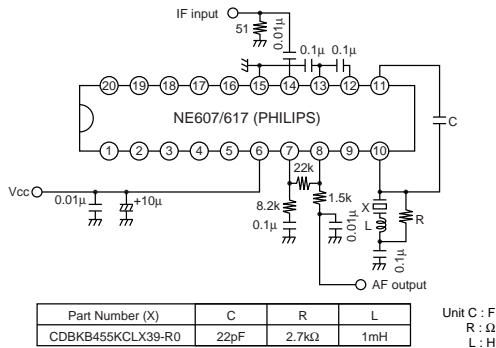 IF input
51
0.01µ
0.1µ
0.1µ
20 19 18 17 16 15 14 13 12 11
NE607/617 (PHILIPS)
C
1 2 3 4 5 6 7 8 9 10
22k
Vcc
0.01µ
+10µ
8.2k
1.5k
0.1µ
0.01µ
X
L
R
0.1µ
AF output
Part Number (X) C R L
CDBKB455KCLX39-R0 22pF 2.7kΩ 1mH
Unit C : F
R : Ω
L : H